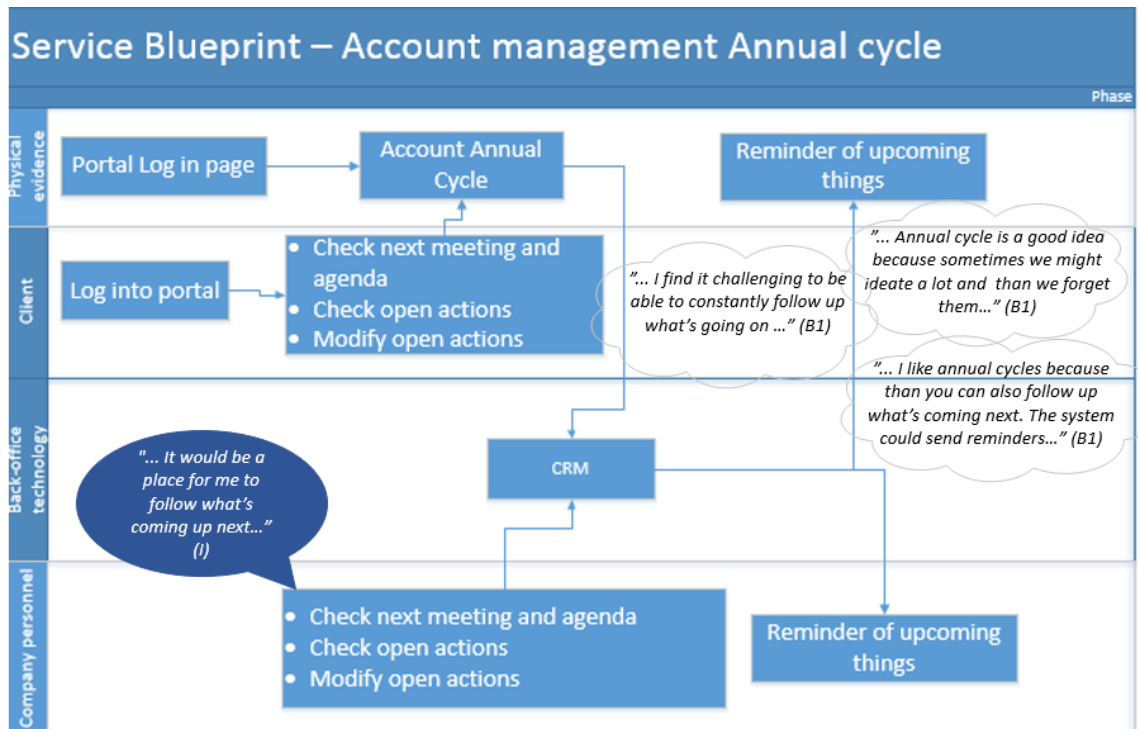 Service Blueprint – Account management Annual cycle
Phase
Physical
evidence
Portal Log in page
Account Annual
Cycle
Reminder of upcoming
things
Client
Log into portal
• Check next meeting and
agenda
• Check open actions
• Modify open actions
"... I find it challenging to be
able to constantly follow up
what's going on ..." (B1)
"... Annual cycle is a good idea
because sometimes we might
ideate a lot and than we forget
them..." (B1)
"... I like annual cycles because
than you can also follow up
what's coming next. The system
could send reminders..." (B1)
Back-office
technology
"... It would be a
place for me to
follow what's
coming up next..."
(I)
CRM
Company personnel
• Check next meeting and agenda
• Check open actions
• Modify open actions
Reminder of upcoming
things